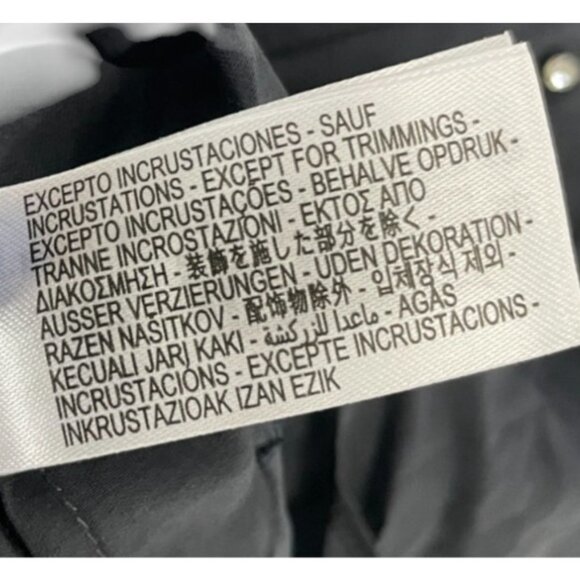 EXCEPTO INCRUSTACIONES - SAUF
INCRUSTATIONS - EXCEPT FOR TRIMMINGS -
EXCEPTO INCRUSTAÇÕES - BEHALVE OPDRUK -
TRANNE INCROSTAZIONI - ΕΚΤΟΣ ΑΠΟ
ΔΙΑΚΟΣΜΗΣΗ - 装飾を施した部分を除く -
AUSSER VERZIERUNGEN - UDEN DEKORATION -
RAZEN NASITKOV - 配饰物除外 - 입체장식 제외 -
KECUALI JARI KAKI - ماعدا الزركشة - AGAS
INCRUSTACIÓNS - EXCEPTE INCRUSTACIONS -
INKRUSTAZIOAK IZAN EZIK